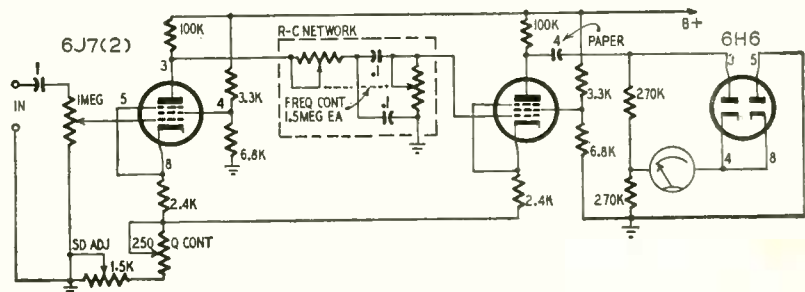 6J7(2)
100K
R-C NETWORK
100K
4
PAPER
B+
6H6
3
3
5
.1
IN
1MEG
5
4
3.3K
.1
FREQ CONT
1.5MEG EA
.1
3.3K
270K
6.8K
6.8K
8
4
8
2.4K
2.4K
270K
SD ADJ
250
Q CONT
1.5K